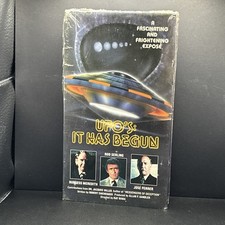 A
FASCINATING
AND
FRIGHTENING
EXPOSÉ
UFO'S:
IT HAS BEGUN
ROD SERLING
BURGESS MEREDITH
JOSE FERRER